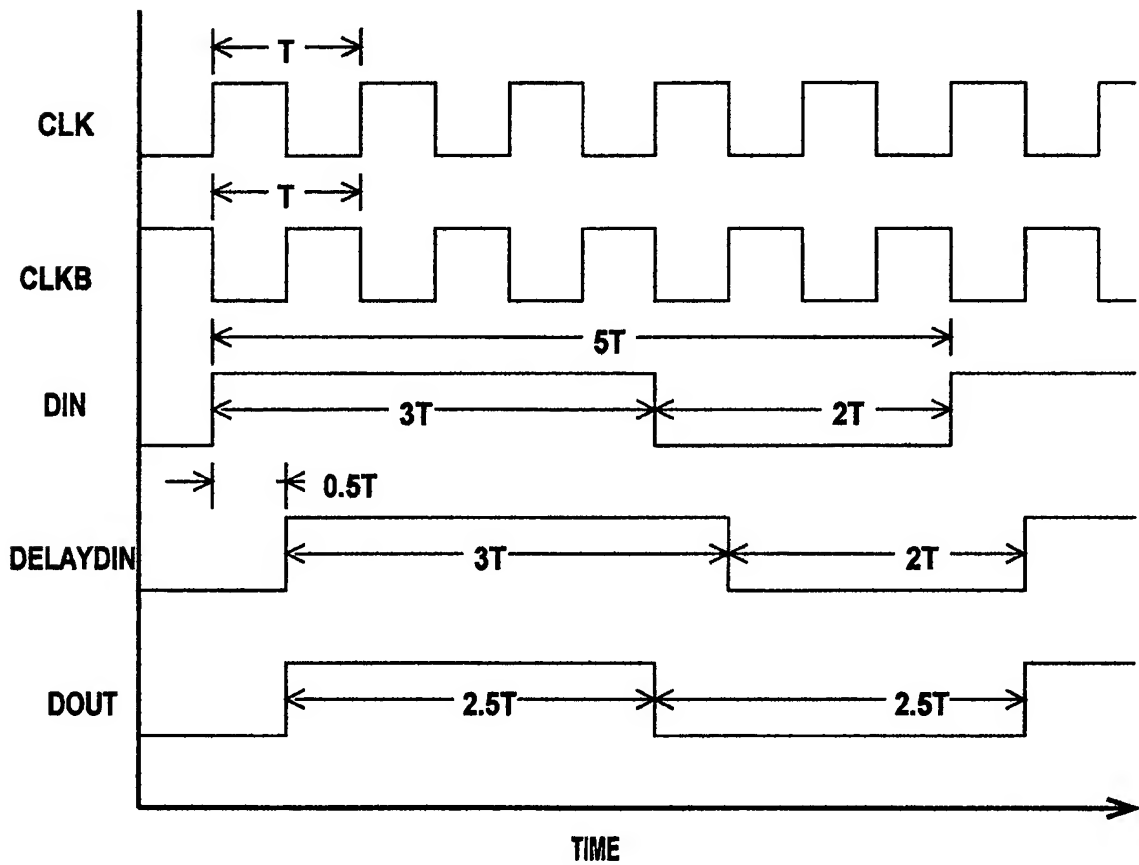 T
CLK
T
CLKB
5T
DIN
3T 2T
0.5T
DELAYDIN 3T 2T
DOUT 2.5T 2.5T
TIME